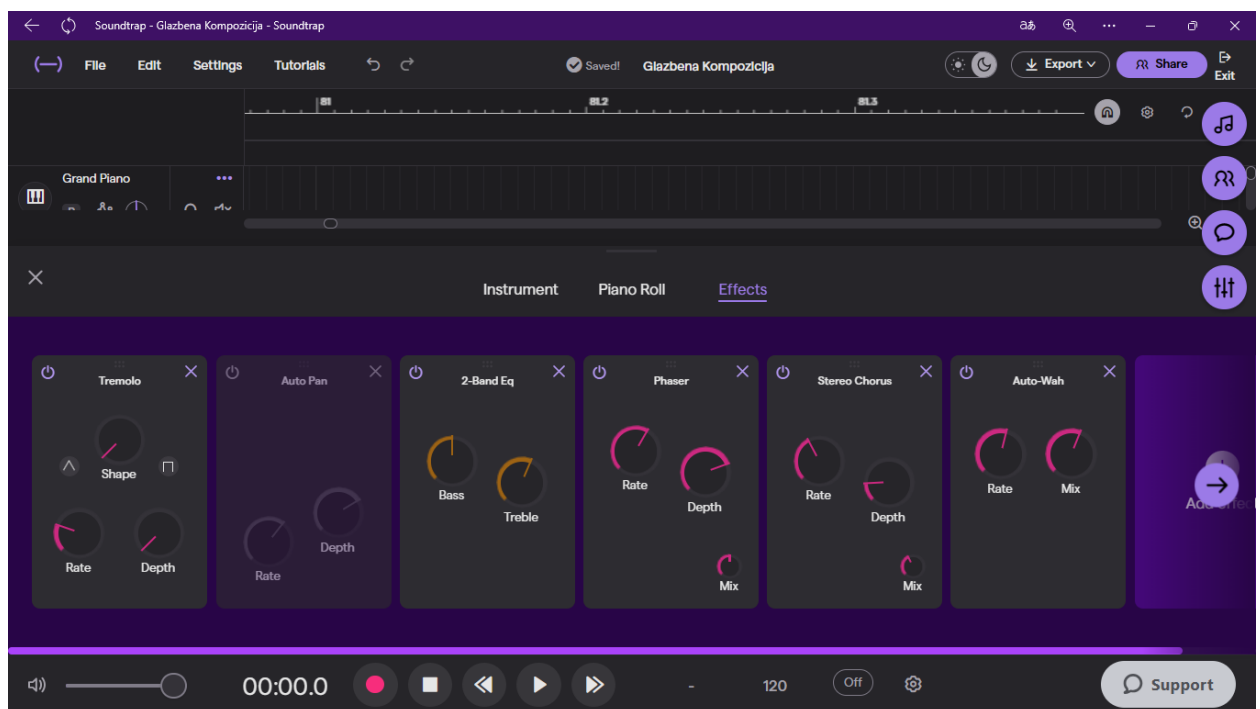 Soundtrap - Glazbena Kompozicija - Soundtrap
File Edit Settings Tutorials Saved! Glazbena Kompozicija Export Share Exit
81 81.2 81.3
Grand Piano
Instrument Piano Roll Effects
Tremolo Auto Pan 2-Band Eq Phaser Stereo Chorus Auto-Wah
Shape
Rate Depth
Rate Depth
Bass Treble
Rate Depth Mix
Rate Depth Mix
Rate Mix
00:00.0 - 120 Off Support